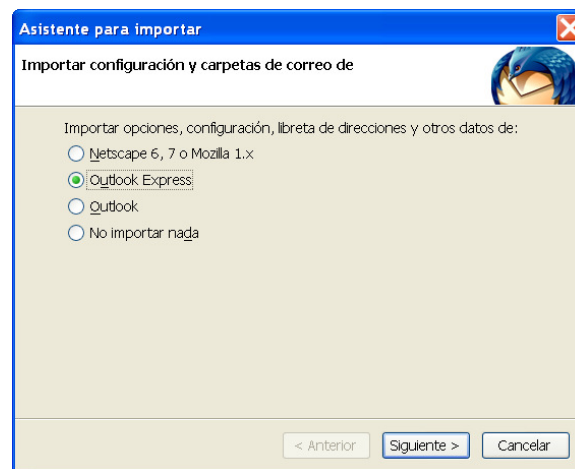 Asistente para importar
Importar configuración y carpetas de correo de
Importar opciones, configuración, libreta de direcciones y otros datos de:
Netscape 6, 7 o Mozilla 1.x
Outlook Express
Outlook
No importar nada
< Anterior
Siguiente >
Cancelar